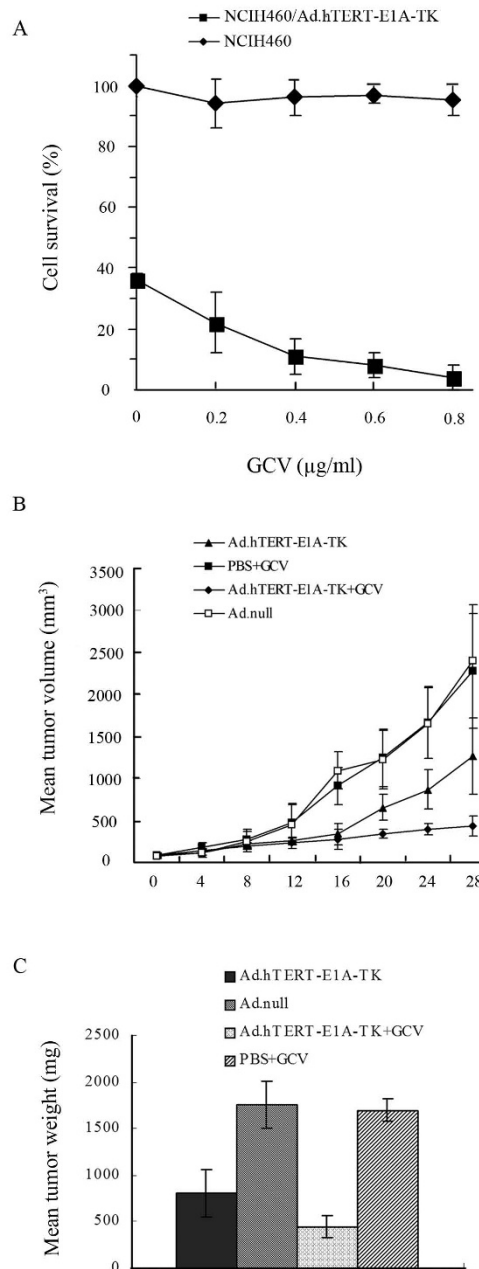 A
NCIH460/Ad.hTERT-E1A-TK
NCIH460
100
80
60
40
20
0
Cell survival (%)
0 0.2 0.4 0.6 0.8
GCV (µg/ml)
B
Ad.hTERT-E1A-TK
PBS+GCV
Ad.hTERT-E1A-TK+GCV
Ad.null
3500
3000
2500
2000
1500
1000
500
0
Mean tumor volume (mm³)
0 4 8 12 16 20 24 28
C
Ad.hTERT-E1A-TK
Ad.null
Ad.hTERT-E1A-TK+GCV
PBS+GCV
2500
2000
1500
1000
500
0
Mean tumor weight (mg)